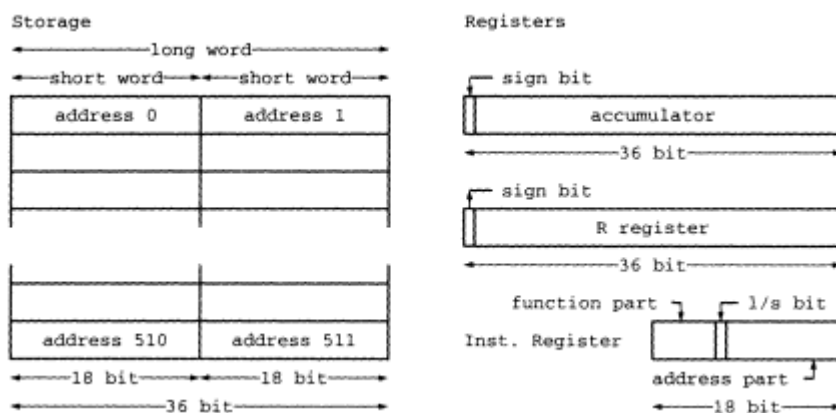 Storage
long word
short word short word
address 0 address 1
address 510 address 511
18 bit 18 bit
36 bit
Registers
sign bit
accumulator
36 bit
sign bit
R register
36 bit
function part l/s bit
Inst. Register
address part
18 bit